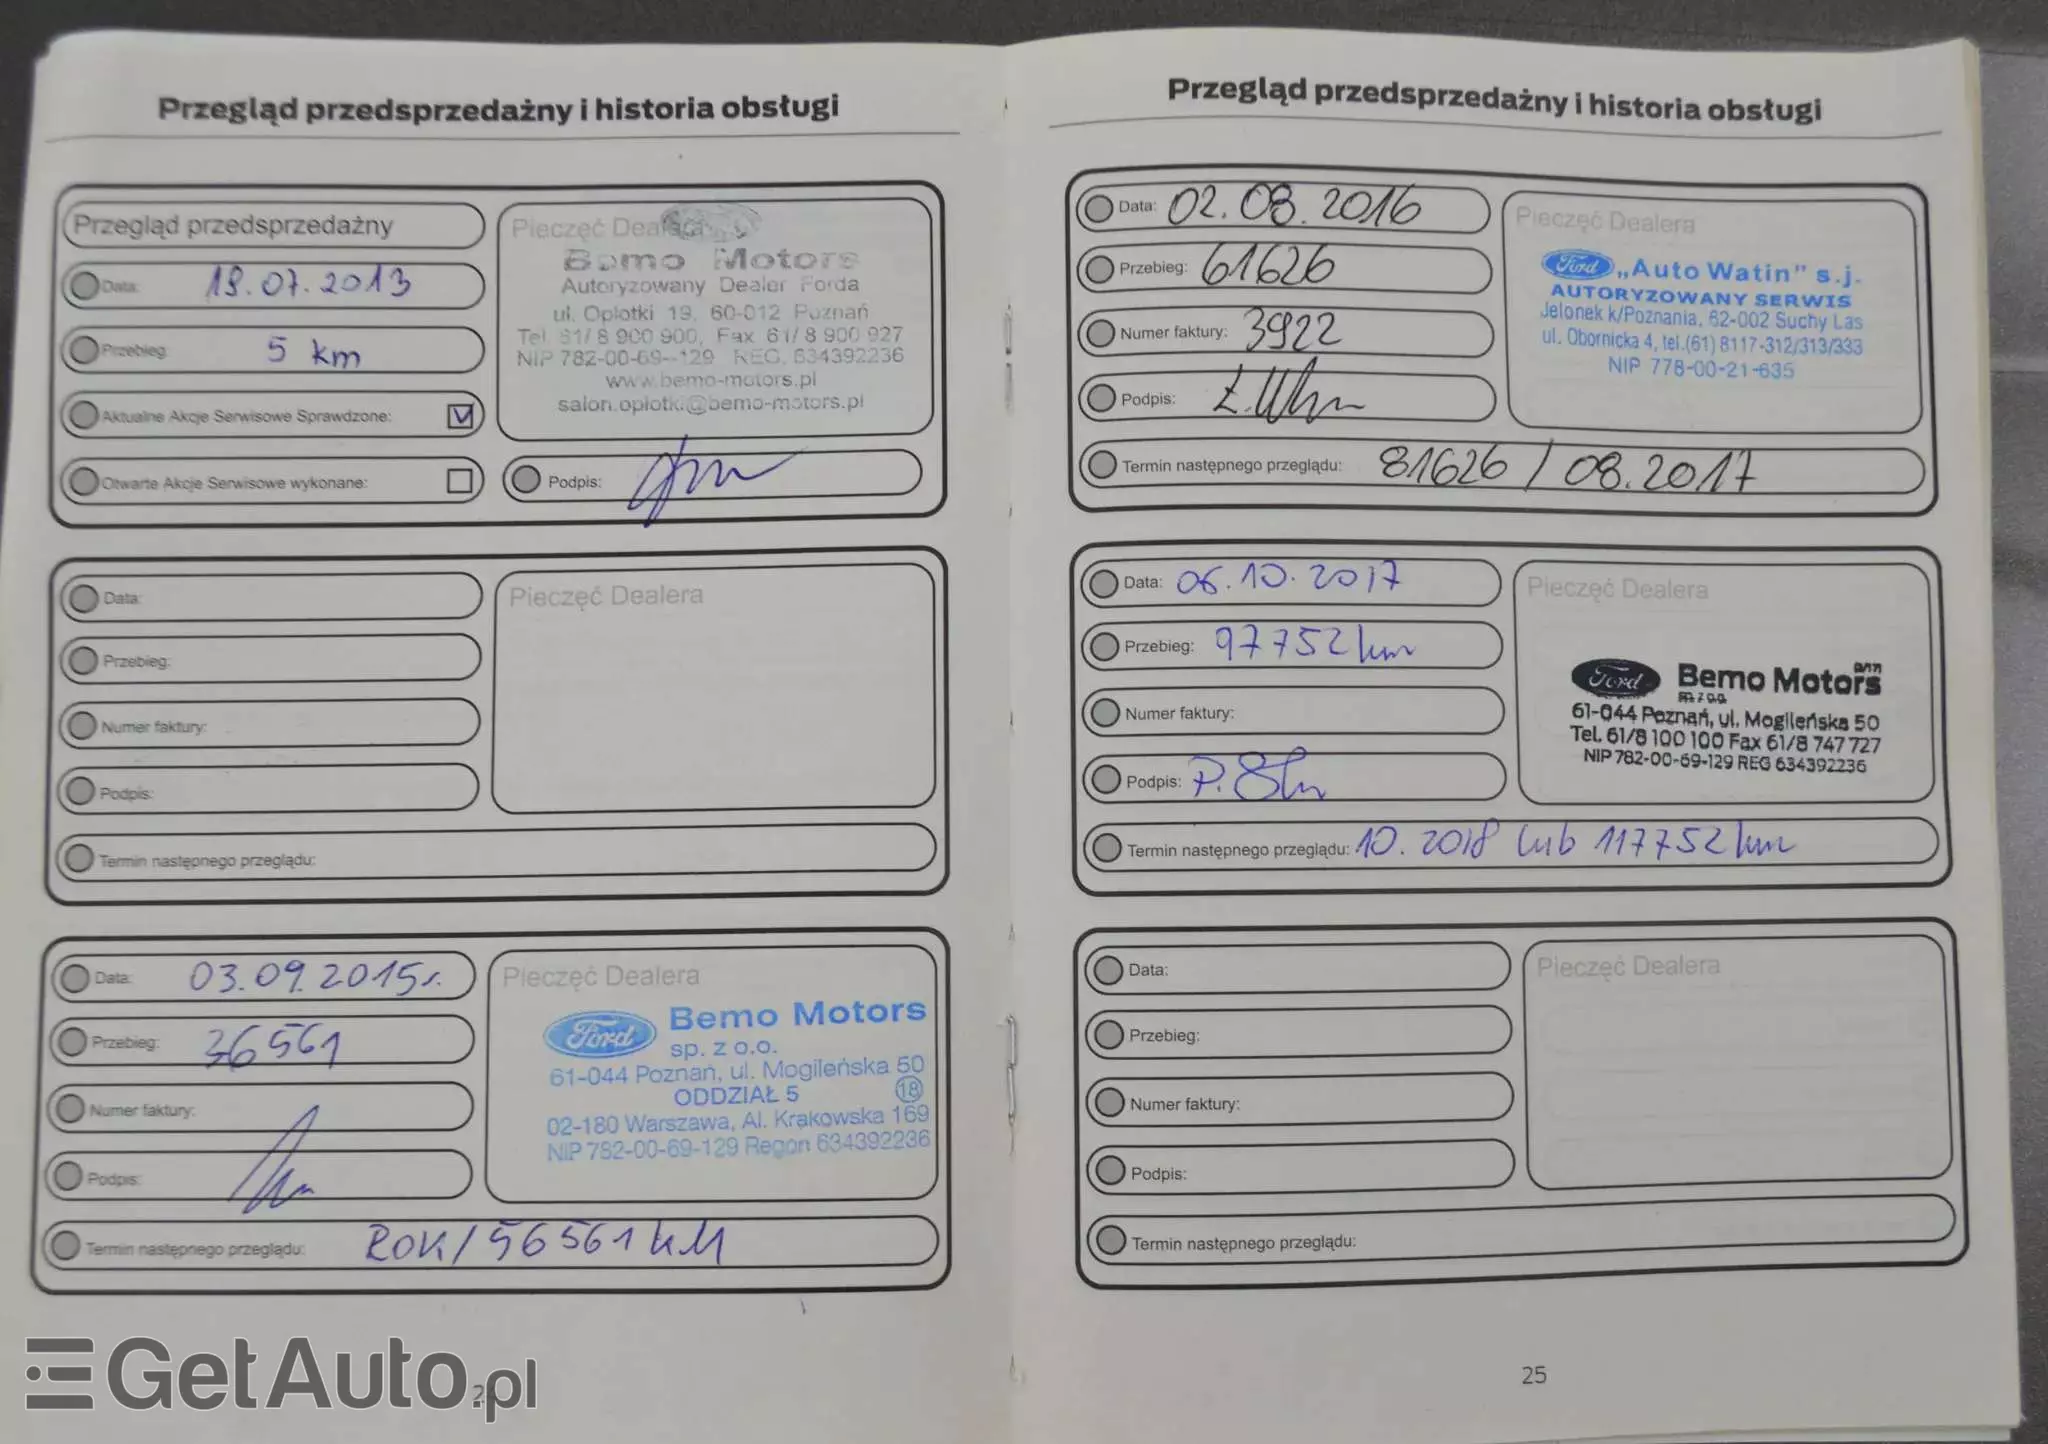 Przegląd przedsprzedażny i historia obsługi
Przegląd przedsprzedażny
Data: 18.07.2013
Przebieg: 5 km
Aktualne Akcje Serwisowe Sprawdzone:
Otwarte Akcje Serwisowe wykonane:
Pieczęć Dealera
Bemo Motors
Autoryzowany Dealer Forda
ul. Opłotki 19, 60-012 Poznań
Tel. 61/8 900 900, Fax 61/8 900 927
NIP 782-00-69-129 REG. 634392236
www.bemo-motors.pl
salon.oplotki@bemo-motors.pl
Podpis:
Data:
Przebieg:
Numer faktury:
Podpis:
Pieczęć Dealera
Termin następnego przeglądu:
Data: 03.09.2015r.
Przebieg: 36561
Numer faktury:
Podpis:
Pieczęć Dealera
Ford Bemo Motors
sp. z o.o.
61-044 Poznań, ul. Mogileńska 50
ODDZIAŁ 5 18
02-180 Warszawa, Al. Krakowska 169
NIP 782-00-69-129 Regon 634392236
Termin następnego przeglądu: ROK/56561 KM
GetAuto.pl
Przegląd przedsprzedażny i historia obsługi
Data: 02.08.2016
Przebieg: 61626
Numer faktury: 3922
Podpis:
Pieczęć Dealera
Ford „Auto Watin" s.j.
AUTORYZOWANY SERWIS
Jelonek k/Poznania, 62-002 Suchy Las
ul. Obornicka 4, tel.(61) 8117-312/313/333
NIP 778-00-21-635
Termin następnego przeglądu: 81626 / 08.2017
Data: 06.10.2017
Przebieg: 97752 km
Numer faktury:
Podpis:
Pieczęć Dealera
Ford Bemo Motors
61-044 Poznań, ul. Mogileńska 50
Tel. 61/8 100 100 Fax 61/8 747 727
NIP 782-00-69-129 REG 634392236
Termin następnego przeglądu: 10.2018 lub 117752 km
Data:
Przebieg:
Numer faktury:
Podpis:
Pieczęć Dealera
Termin następnego przeglądu:
25